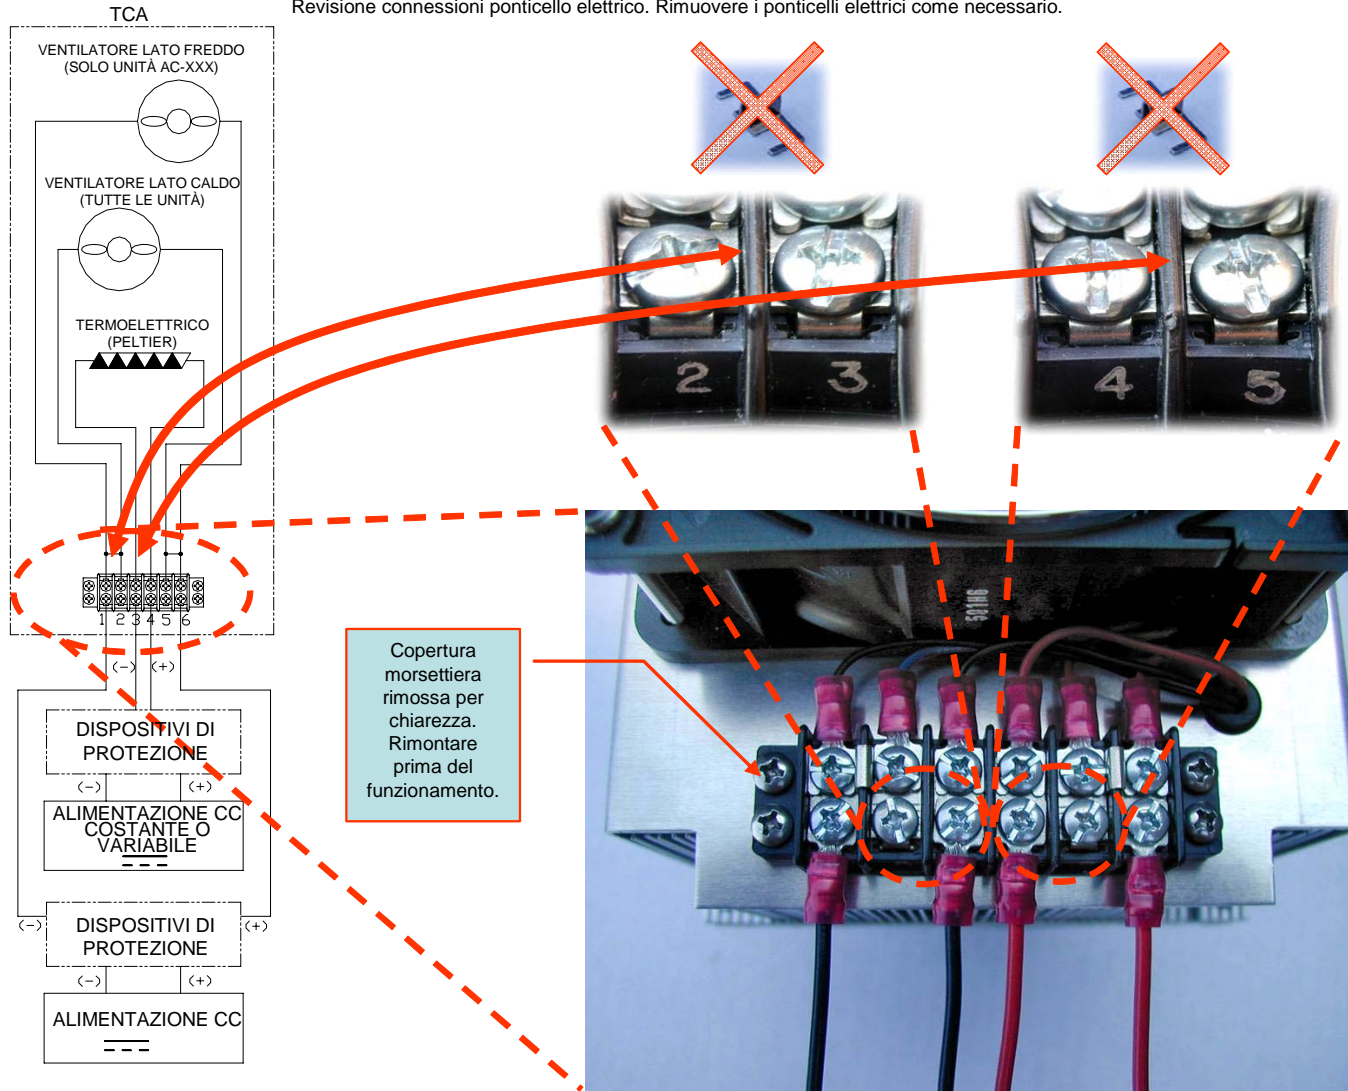 Revisione connessioni ponticello elettrico. Rimuovere i ponticelli elettrici come necessario.
TCA
VENTILATORE LATO FREDDO
(SOLO UNITÀ AC-XXX)
VENTILATORE LATO CALDO
(TUTTE LE UNITÀ)
TERMOELETTRICO
(PELTIER)
1 2 3 4 5 6
(-) (+)
DISPOSITIVI DI
PROTEZIONE
(-) (+)
ALIMENTAZIONE CC
COSTANTE O
VARIABILE
(-) (+)
DISPOSITIVI DI
PROTEZIONE
(-) (+)
ALIMENTAZIONE CC
2 3
4 5
Copertura
morsettiera
rimossa per
chiarezza.
Rimontare
prima del
funzionamento.